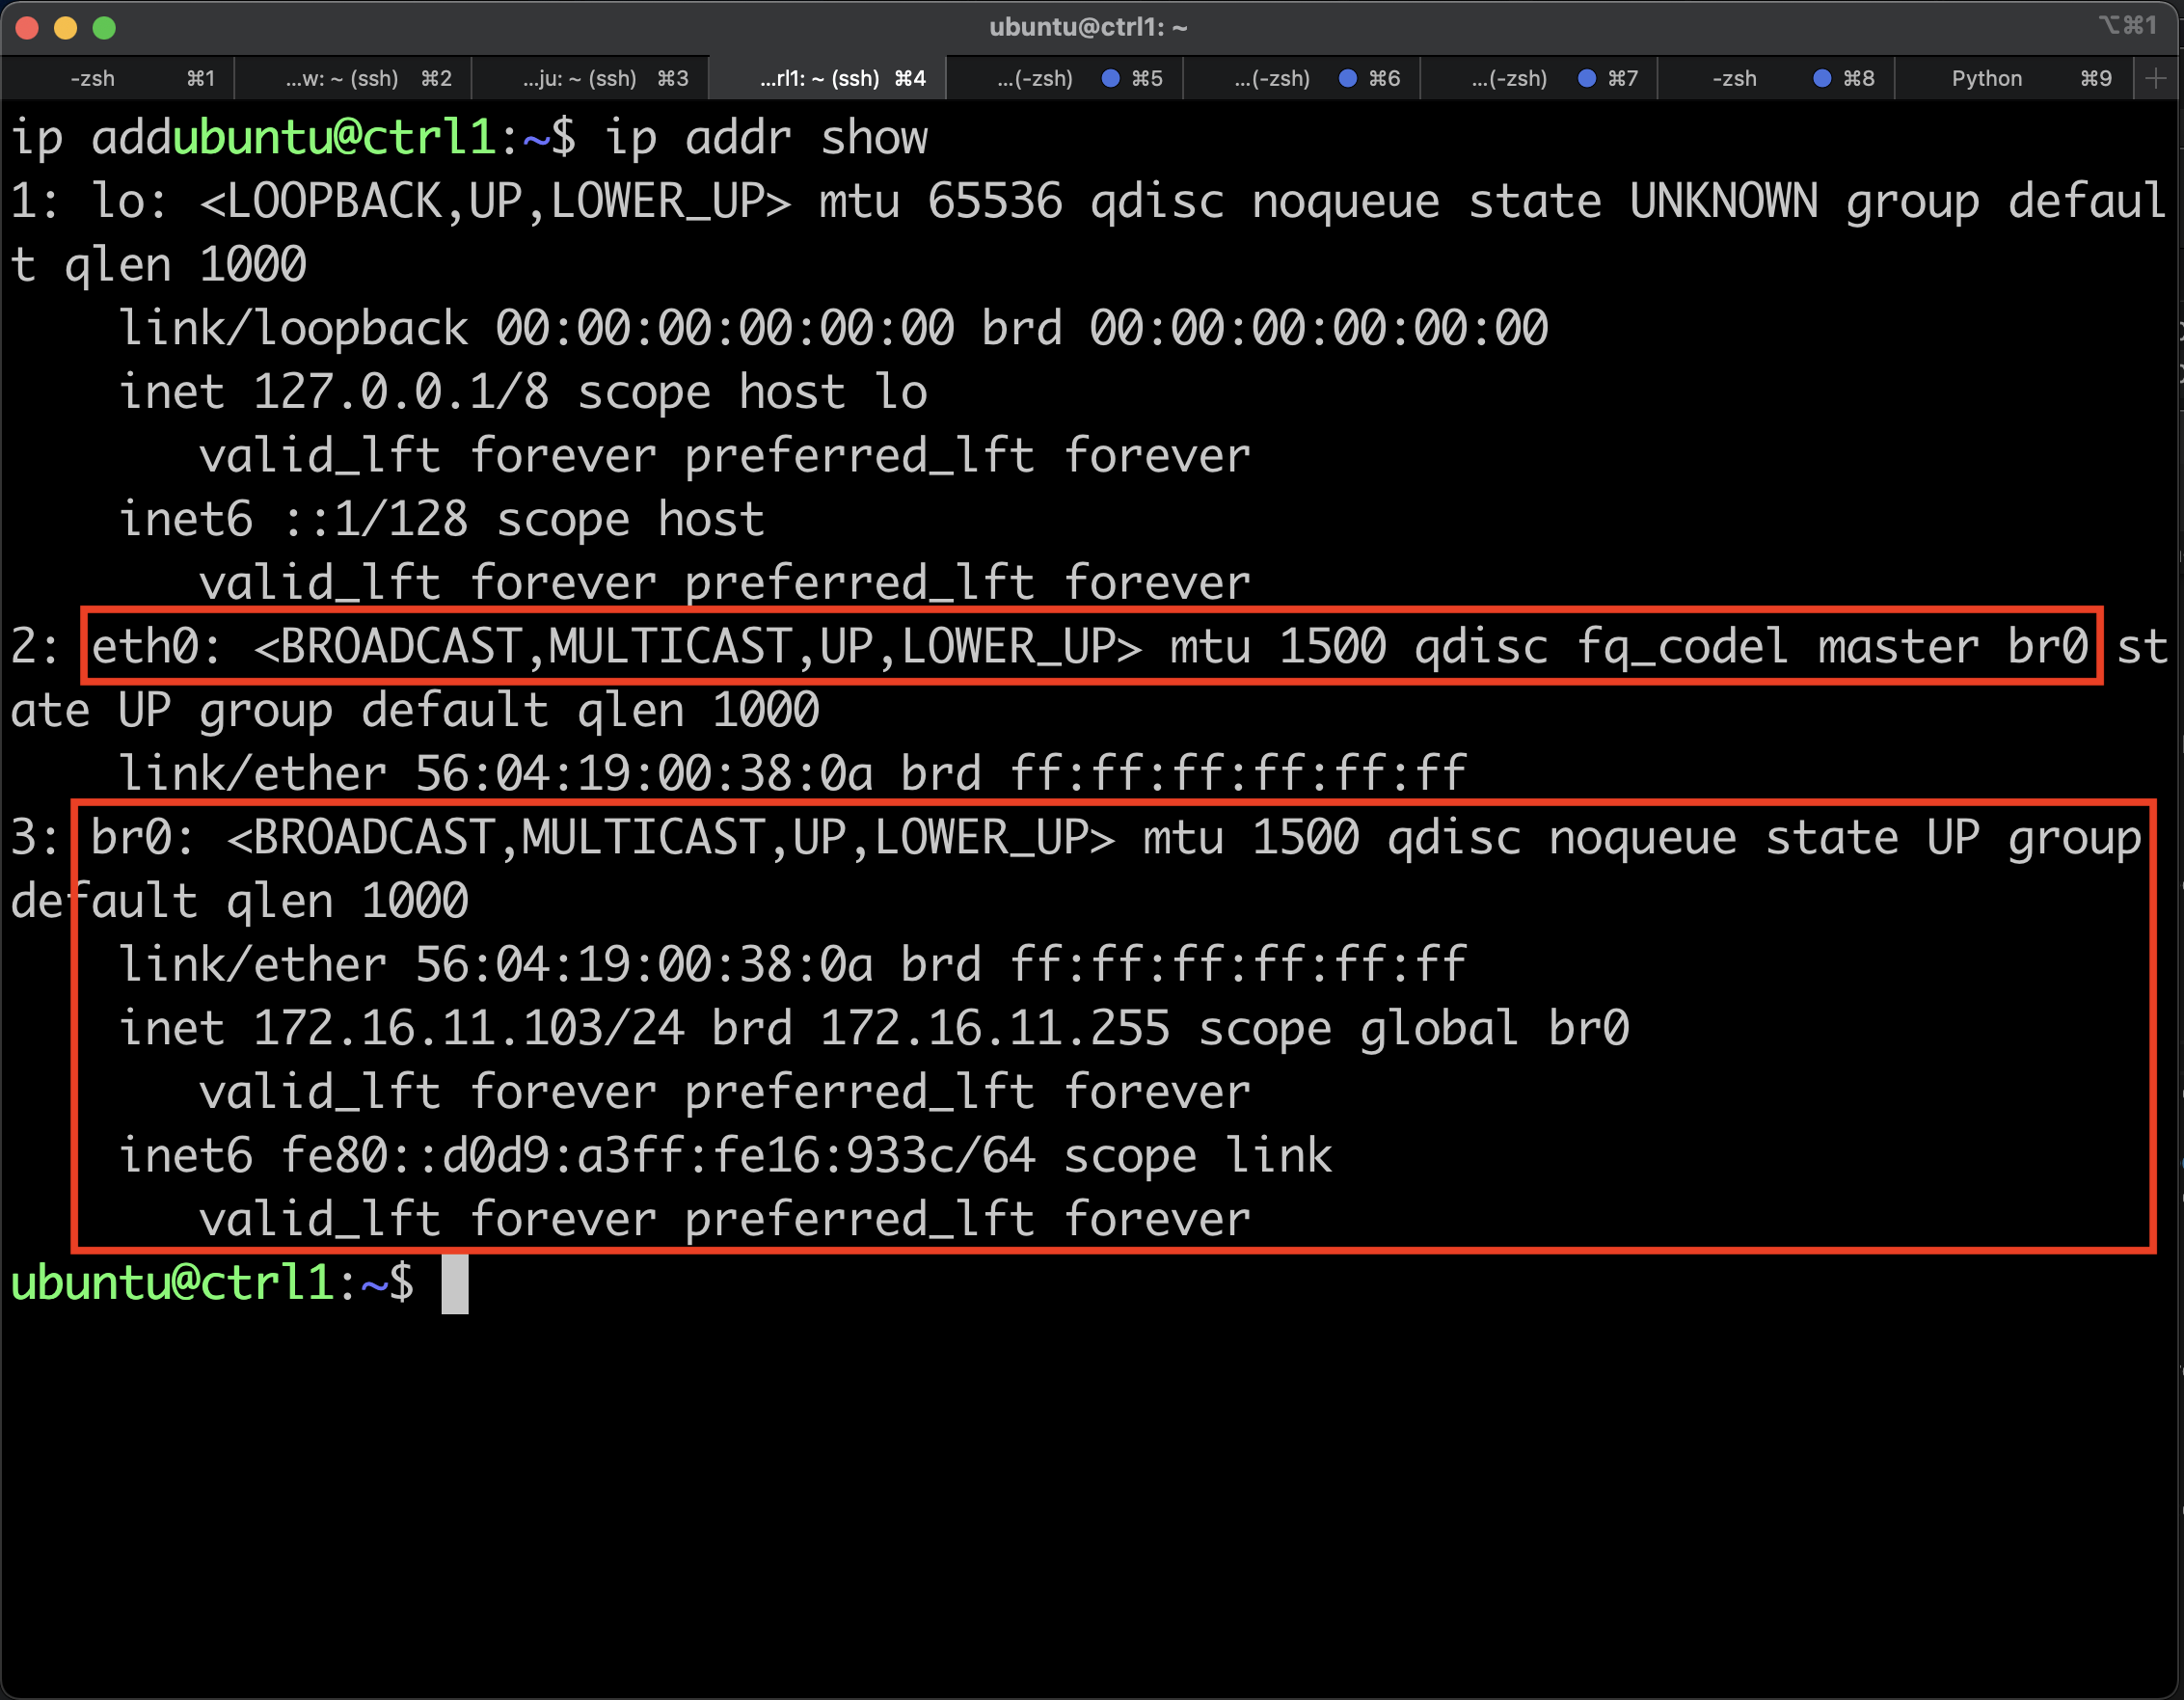 ubuntu@ctrl1: ~
⌥⌘1
-zsh ⌘1 ...w: ~ (ssh) ⌘2 ...ju: ~ (ssh) ⌘3 ...rl1: ~ (ssh) ⌘4 ...(-zsh) ⌘5 ...(-zsh) ⌘6 ...(-zsh) ⌘7 -zsh ⌘8 Python ⌘9 +
ip addubuntu@ctrl1:~$ ip addr show
1: lo: <LOOPBACK,UP,LOWER_UP> mtu 65536 qdisc noqueue state UNKNOWN group defaul
t qlen 1000
    link/loopback 00:00:00:00:00:00 brd 00:00:00:00:00:00
    inet 127.0.0.1/8 scope host lo
       valid_lft forever preferred_lft forever
    inet6 ::1/128 scope host
       valid_lft forever preferred_lft forever
2: eth0: <BROADCAST,MULTICAST,UP,LOWER_UP> mtu 1500 qdisc fq_codel master br0 st
ate UP group default qlen 1000
    link/ether 56:04:19:00:38:0a brd ff:ff:ff:ff:ff:ff
3: br0: <BROADCAST,MULTICAST,UP,LOWER_UP> mtu 1500 qdisc noqueue state UP group
default qlen 1000
    link/ether 56:04:19:00:38:0a brd ff:ff:ff:ff:ff:ff
    inet 172.16.11.103/24 brd 172.16.11.255 scope global br0
       valid_lft forever preferred_lft forever
    inet6 fe80::d0d9:a3ff:fe16:933c/64 scope link
       valid_lft forever preferred_lft forever
ubuntu@ctrl1:~$